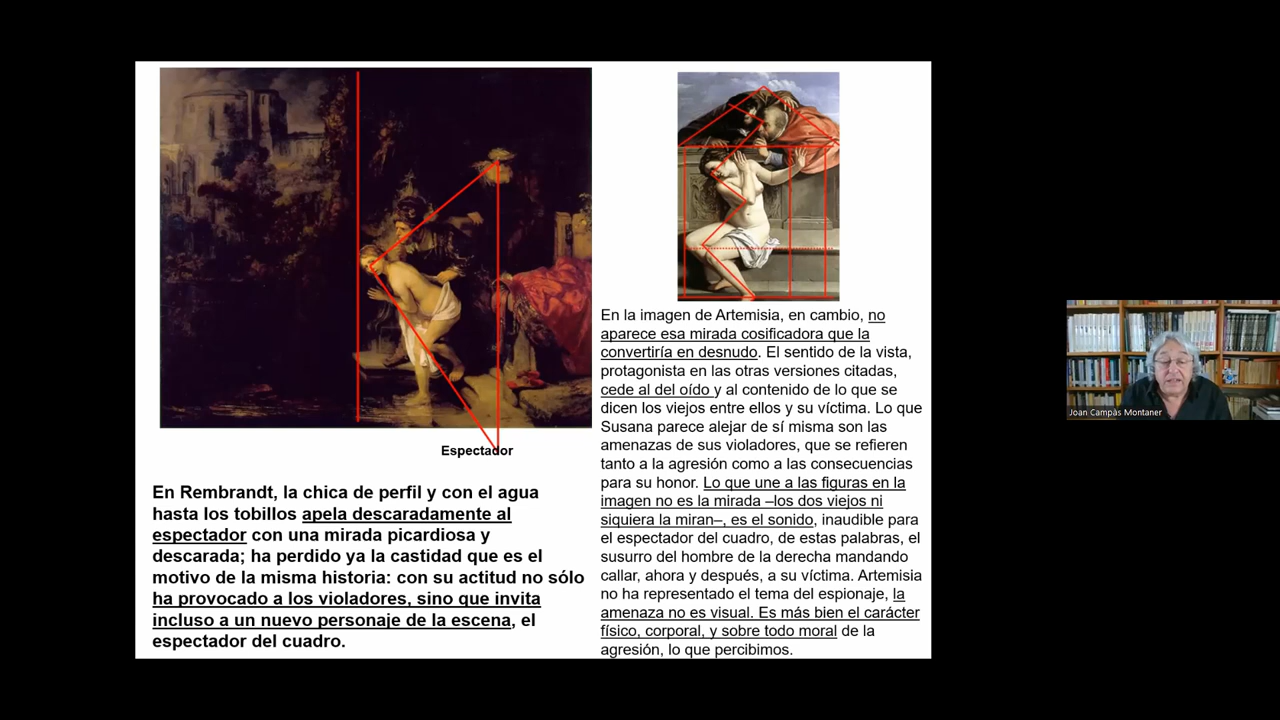 Espectador
En Rembrandt, la chica de perfil y con el agua
hasta los tobillos apela descaradamente al
espectador con una mirada picardiosa y
descarada; ha perdido ya la castidad que es el
motivo de la misma historia: con su actitud no sólo
ha provocado a los violadores, sino que invita
incluso a un nuevo personaje de la escena, el
espectador del cuadro.
En la imagen de Artemisia, en cambio, no
aparece esa mirada cosificadora que la
convertiría en desnudo. El sentido de la vista,
protagonista en las otras versiones citadas,
cede al del oído y al contenido de lo que se
dicen los viejos entre ellos y su víctima. Lo que
Susana parece alejar de sí misma son las
amenazas de sus violadores, que se refieren
tanto a la agresión como a las consecuencias
para su honor. Lo que une a las figuras en la
imagen no es la mirada –los dos viejos ni
siquiera la miran–, es el sonido, inaudible para
el espectador del cuadro, de estas palabras, el
susurro del hombre de la derecha mandando
callar, ahora y después, a su víctima. Artemisia
no ha representado el tema del espionaje, la
amenaza no es visual. Es más bien el carácter
físico, corporal, y sobre todo moral de la
agresión, lo que percibimos.
Joan Campàs Montaner